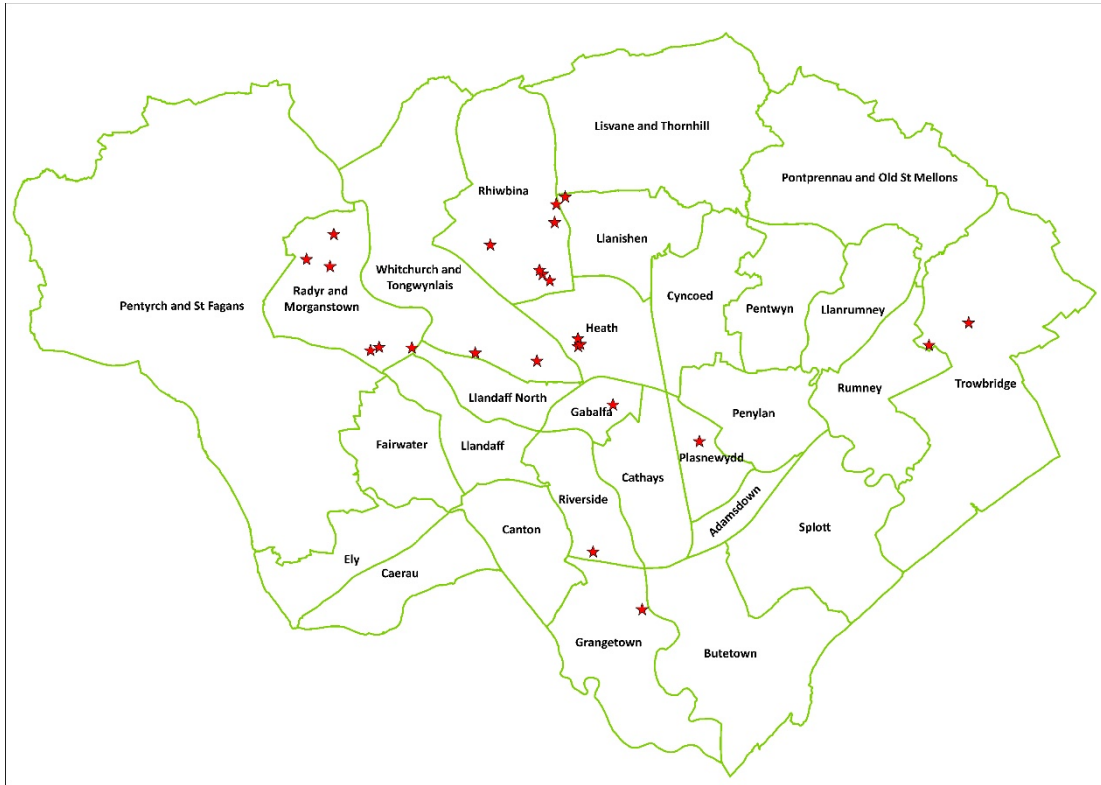 Lisvane and Thornhill
Pontprennau and Old St Mellons
Rhiwbina
Llanishen
Whitchurch and
Tongwynlais
Radyr and
Morganstown
Pentyrch and St Fagans
Cyncoed
Pentwyn
Llanrumney
Heath
Trowbridge
Rumney
Llandaff North
Gabalfa
Penylan
Fairwater
Llandaff
Plasnewydd
Cathays
Riverside
Adamsdown
Canton
Splott
Ely
Caerau
Grangetown
Butetown